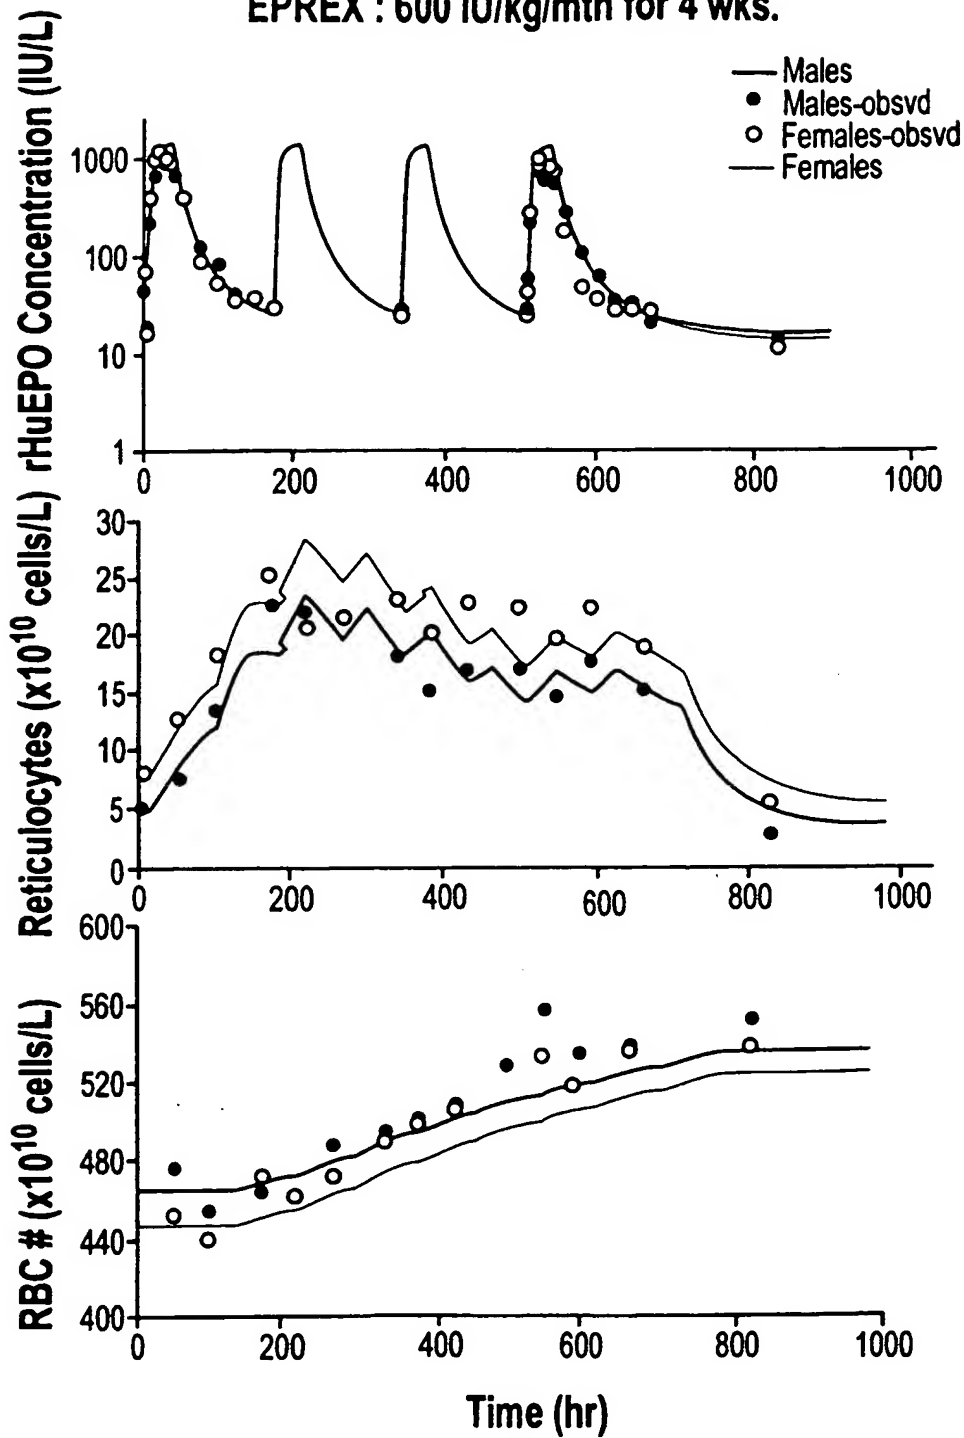 EPREX : 600 IU/kg/mth for 4 wks.
Males
Males-obsvd
Females-obsvd
Females
rHuEPO Concentration (IU/L)
1000
100
10
1
0 200 400 600 800 1000
Reticulocytes (x10¹⁰ cells/L)
30
25
20
15
10
5
0
0 200 400 600 800 1000
RBC # (x10¹⁰ cells/L)
600
560
520
480
440
400
0 200 400 600 800 1000
Time (hr)